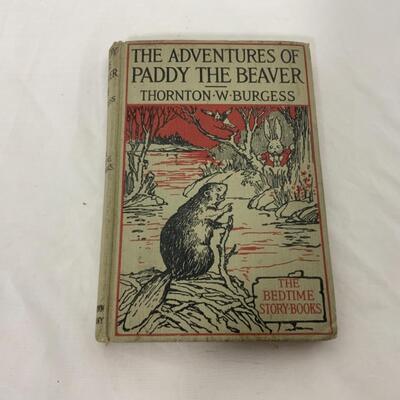 THE ADVENTURES OF
PADDY THE BEAVER
THORNTON·W·BURGESS
THE
BEDTIME
STORY-BOOKS